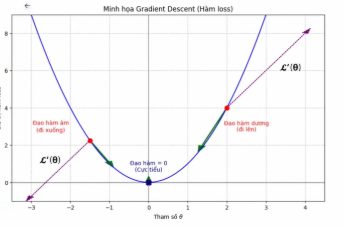 ←
Minh họa Gradient Descent (Hàm loss)
8
6
4
2
0
ℒ'(θ)
Đạo hàm âm
(đi xuống)
Đạo hàm dương
(đi lên)
ℒ'(θ)
Đạo hàm = 0
(Cực tiểu)
−3 −2 −1 0 1 2 3 4
Tham số θ